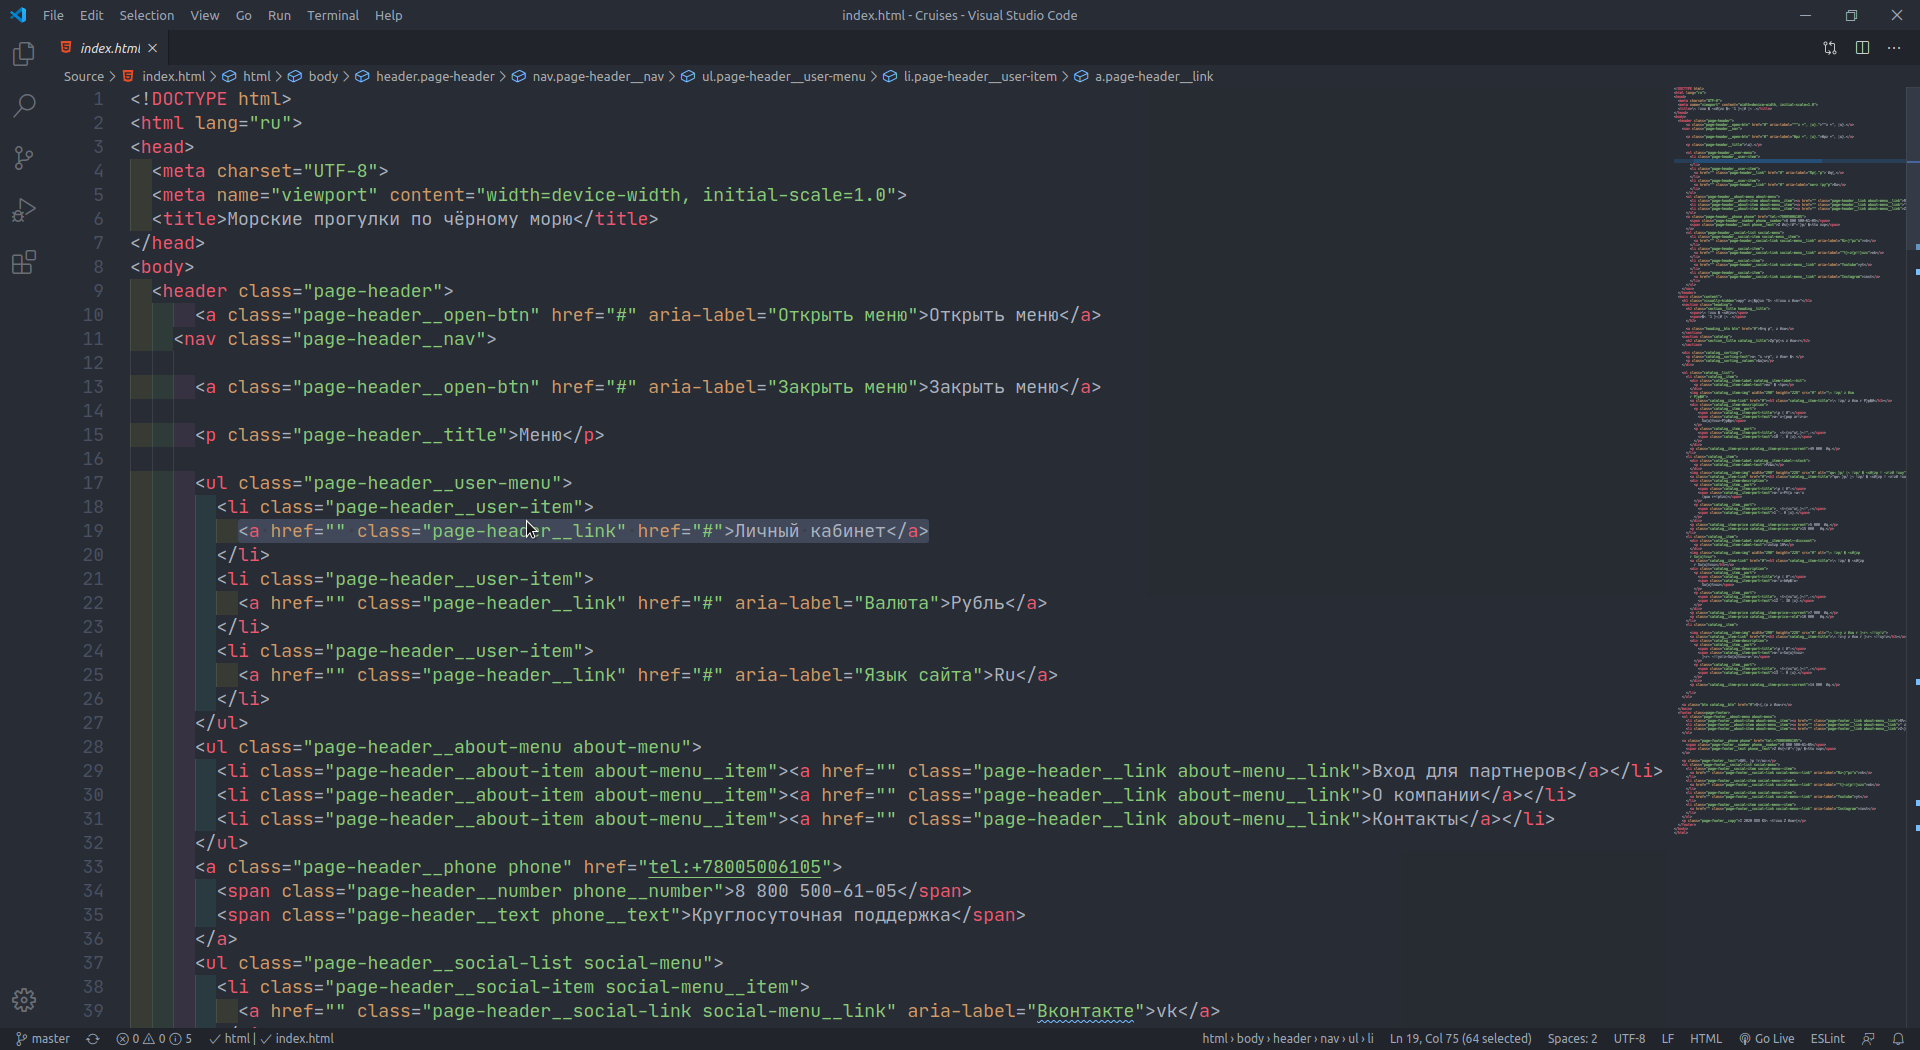 File Edit Selection View Go Run Terminal Help
index.html - Cruises - Visual Studio Code
index.html
Source > index.html > html > body > header.page-header > nav.page-header__nav > ul.page-header__user-menu > li.page-header__user-item > a.page-header__link
1 <!DOCTYPE html>
2 <html lang="ru">
3 <head>
4 <meta charset="UTF-8">
5 <meta name="viewport" content="width=device-width, initial-scale=1.0">
6 <title>Морские прогулки по чёрному морю</title>
7 </head>
8 <body>
9 <header class="page-header">
10 <a class="page-header__open-btn" href="#" aria-label="Открыть меню">Открыть меню</a>
11 <nav class="page-header__nav">
12
13 <a class="page-header__open-btn" href="#" aria-label="Закрыть меню">Закрыть меню</a>
14
15 <p class="page-header__title">Меню</p>
16
17 <ul class="page-header__user-menu">
18 <li class="page-header__user-item">
19 <a href="" class="page-header__link" href="#">Личный кабинет</a>
20 </li>
21 <li class="page-header__user-item">
22 <a href="" class="page-header__link" href="#" aria-label="Валюта">Рубль</a>
23 </li>
24 <li class="page-header__user-item">
25 <a href="" class="page-header__link" href="#" aria-label="Язык сайта">Ru</a>
26 </li>
27 </ul>
28 <ul class="page-header__about-menu about-menu">
29 <li class="page-header__about-item about-menu__item"><a href="" class="page-header__link about-menu__link">Вход для партнеров</a></li>
30 <li class="page-header__about-item about-menu__item"><a href="" class="page-header__link about-menu__link">О компании</a></li>
31 <li class="page-header__about-item about-menu__item"><a href="" class="page-header__link about-menu__link">Контакты</a></li>
32 </ul>
33 <a class="page-header__phone phone" href="tel:+78005006105">
34 <span class="page-header__number phone__number">8 800 500-61-05</span>
35 <span class="page-header__text phone__text">Круглосуточная поддержка</span>
36 </a>
37 <ul class="page-header__social-list social-menu">
38 <li class="page-header__social-item social-menu__item">
39 <a href="" class="page-header__social-link social-menu__link" aria-label="Вконтакте">vk</a>
master 0 0 5 html | index.html html › body › header › nav › ul › li Ln 19, Col 75 (64 selected) Spaces: 2 UTF-8 LF HTML Go Live ESLint